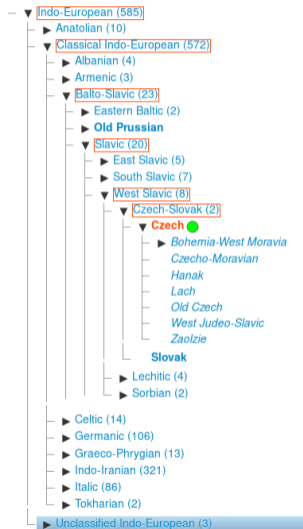 Indo-European (585)
Anatolian (10)
Classical Indo-European (572)
Albanian (4)
Armenic (3)
Balto-Slavic (23)
Eastern Baltic (2)
Old Prussian
Slavic (20)
East Slavic (5)
South Slavic (7)
West Slavic (8)
Czech-Slovak (2)
Czech
Bohemia-West Moravia
Czecho-Moravian
Hanak
Lach
Old Czech
West Judeo-Slavic
Zaolzie
Slovak
Lechitic (4)
Sorbian (2)
Celtic (14)
Germanic (106)
Graeco-Phrygian (13)
Indo-Iranian (321)
Italic (86)
Tokharian (2)
Unclassified Indo-European (3)